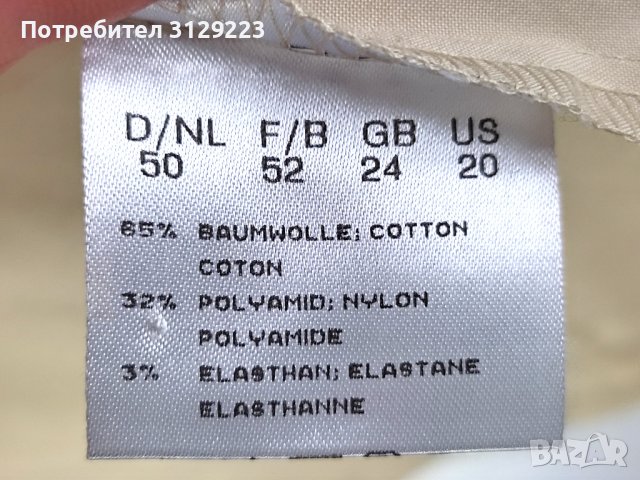 Потребител 3129223
D/NL F/B GB US
50 52 24 20
65% BAUMWOLLE; COTTON
COTON
32% POLYAMID; NYLON
POLYAMIDE
3% ELASTHAN; ELASTANE
ELASTHANNE
BAZAR